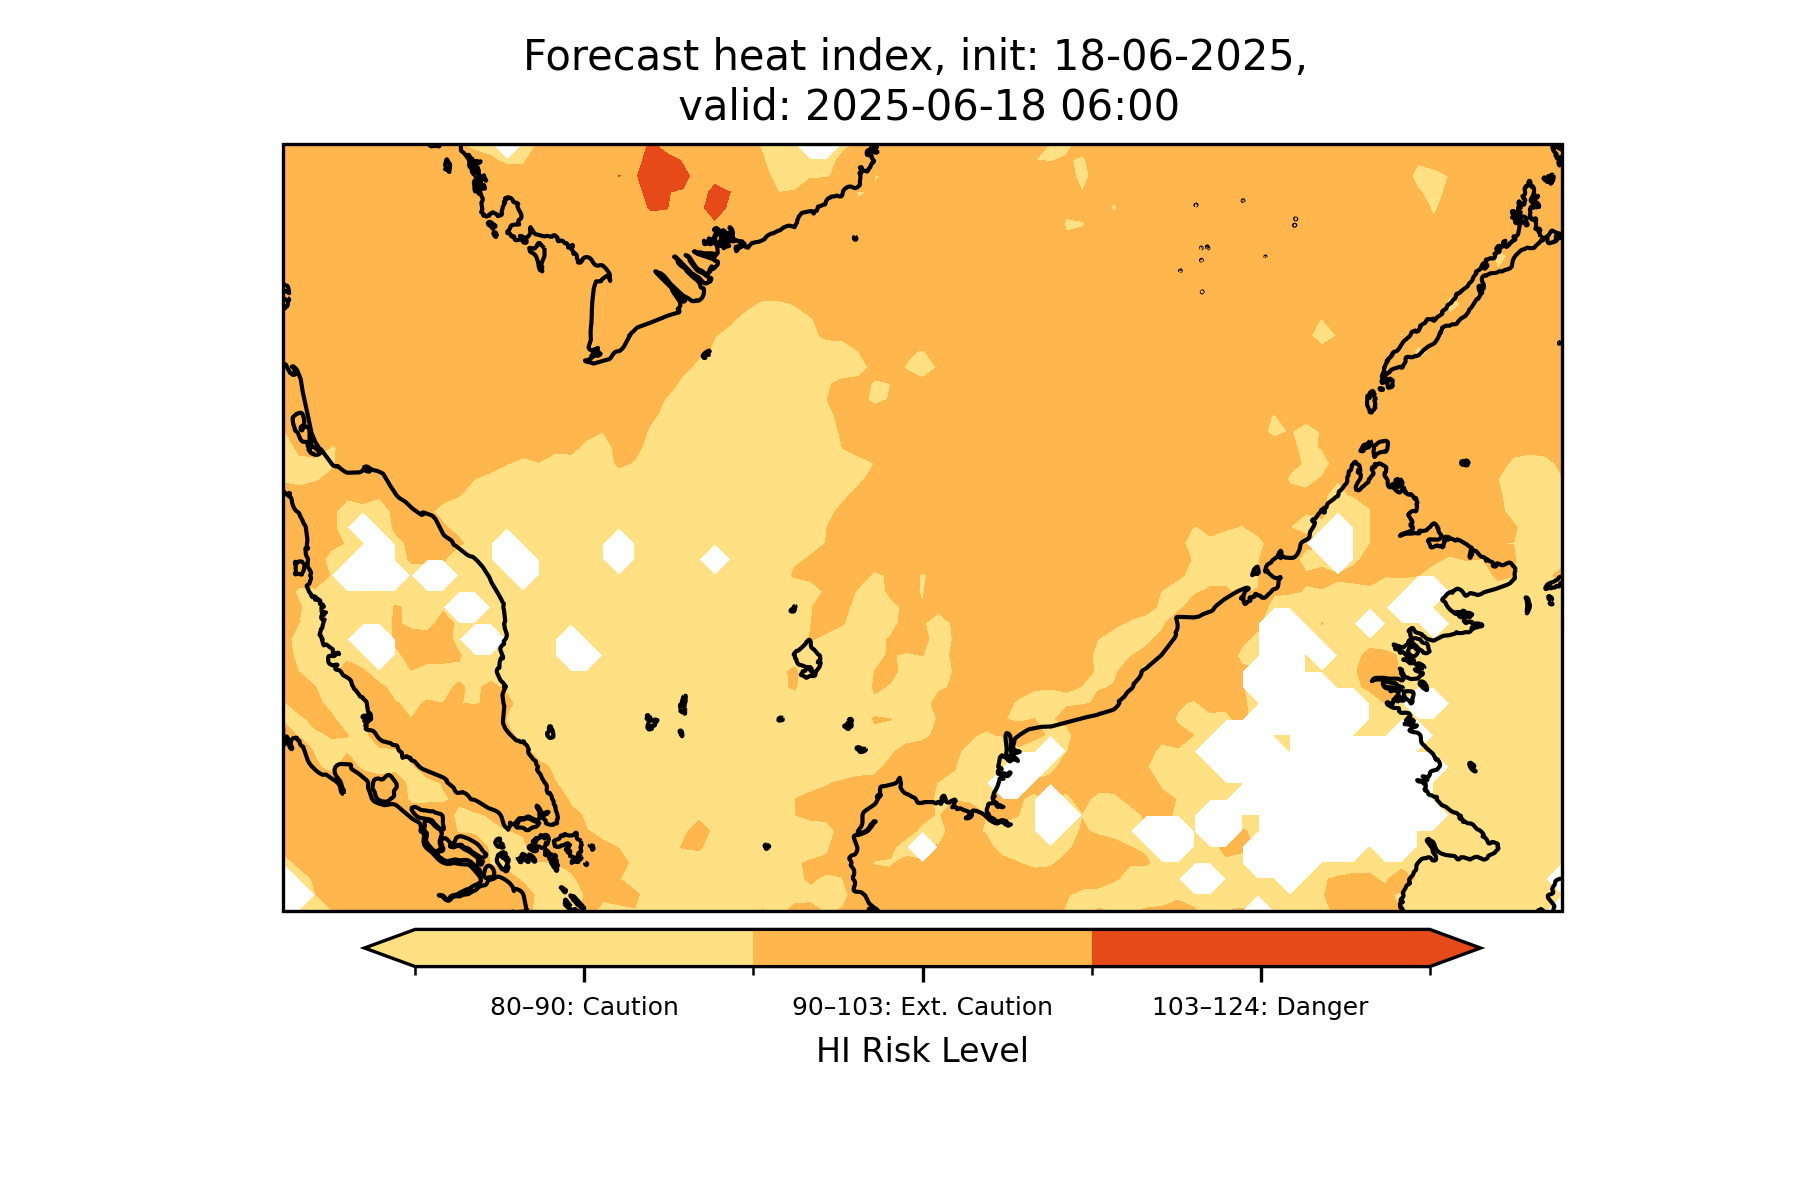 Forecast heat index, init: 18-06-2025,
valid: 2025-06-18 06:00
80–90: Caution
90–103: Ext. Caution
103–124: Danger
HI Risk Level